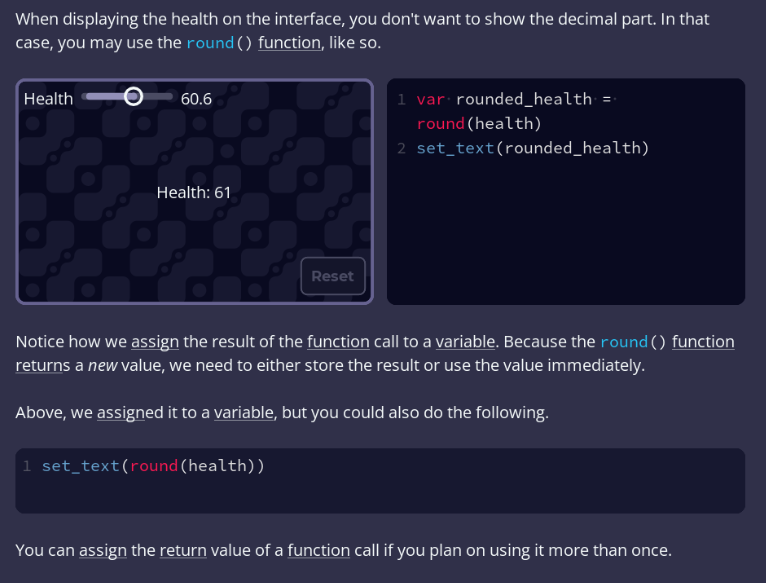 When displaying the health on the interface, you don't want to show the decimal part. In that
case, you may use the round() function, like so.
Health 60.6
Health: 61
Reset
1 var rounded_health =
round(health)
2 set_text(rounded_health)
Notice how we assign the result of the function call to a variable. Because the round() function
returns a new value, we need to either store the result or use the value immediately.
Above, we assigned it to a variable, but you could also do the following.
1 set_text(round(health))
You can assign the return value of a function call if you plan on using it more than once.